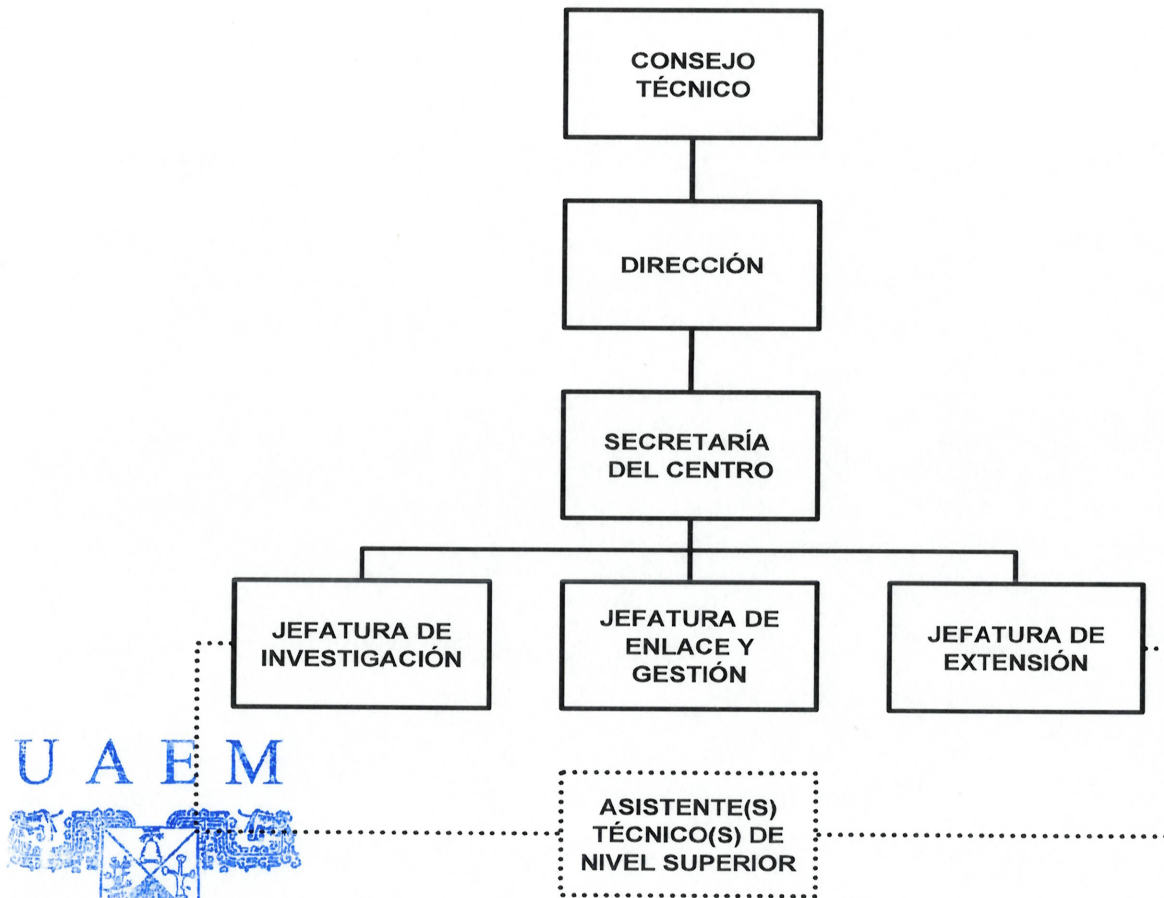 CONSEJO
TÉCNICO
DIRECCIÓN
SECRETARÍA
DEL CENTRO
JEFATURA DE
INVESTIGACIÓN
JEFATURA DE
ENLACE Y
GESTIÓN
JEFATURA DE
EXTENSIÓN
UAEM
ASISTENTE(S)
TÉCNICO(S) DE
NIVEL SUPERIOR